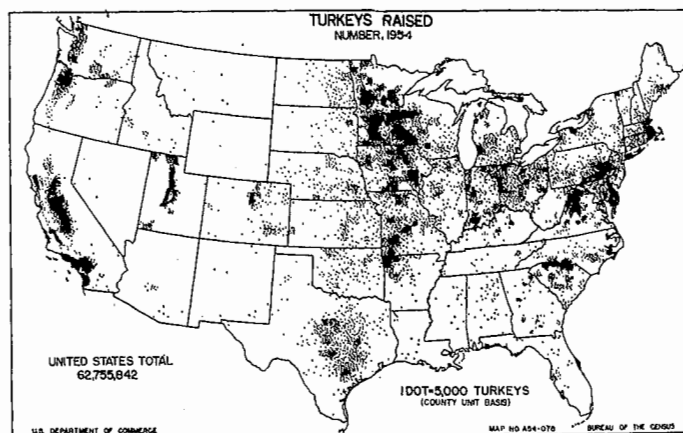 TURKEYS RAISED
NUMBER, 1954
UNITED STATES TOTAL
62,755,842
1 DOT=5,000 TURKEYS
(COUNTY UNIT BASIS)
U.S. DEPARTMENT OF COMMERCE
MAP NO A54-078
BUREAU OF THE CENSUS